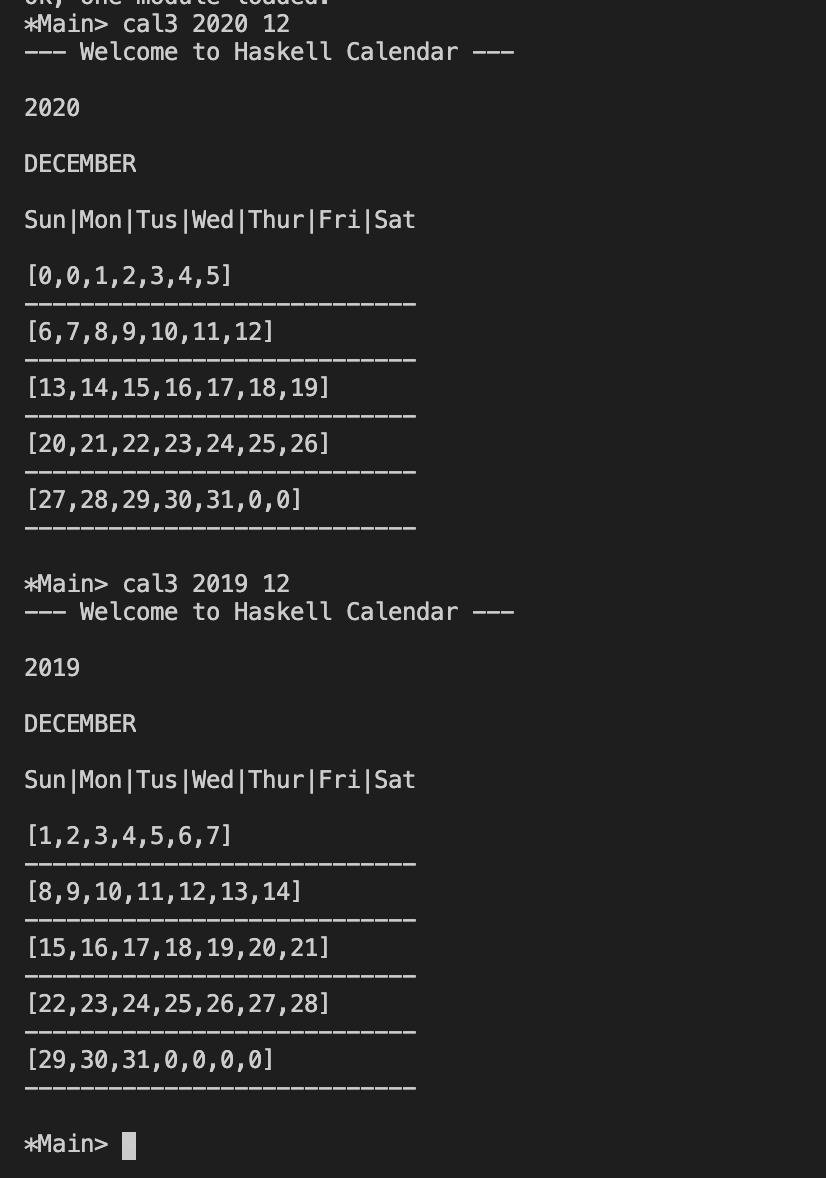 Ok, one module loaded.
*Main> cal3 2020 12
--- Welcome to Haskell Calendar ---
2020
DECEMBER
Sun|Mon|Tus|Wed|Thur|Fri|Sat
[0,0,1,2,3,4,5]
----------------------------
[6,7,8,9,10,11,12]
----------------------------
[13,14,15,16,17,18,19]
----------------------------
[20,21,22,23,24,25,26]
----------------------------
[27,28,29,30,31,0,0]
----------------------------
*Main> cal3 2019 12
--- Welcome to Haskell Calendar ---
2019
DECEMBER
Sun|Mon|Tus|Wed|Thur|Fri|Sat
[1,2,3,4,5,6,7]
----------------------------
[8,9,10,11,12,13,14]
----------------------------
[15,16,17,18,19,20,21]
----------------------------
[22,23,24,25,26,27,28]
----------------------------
[29,30,31,0,0,0,0]
----------------------------
*Main>